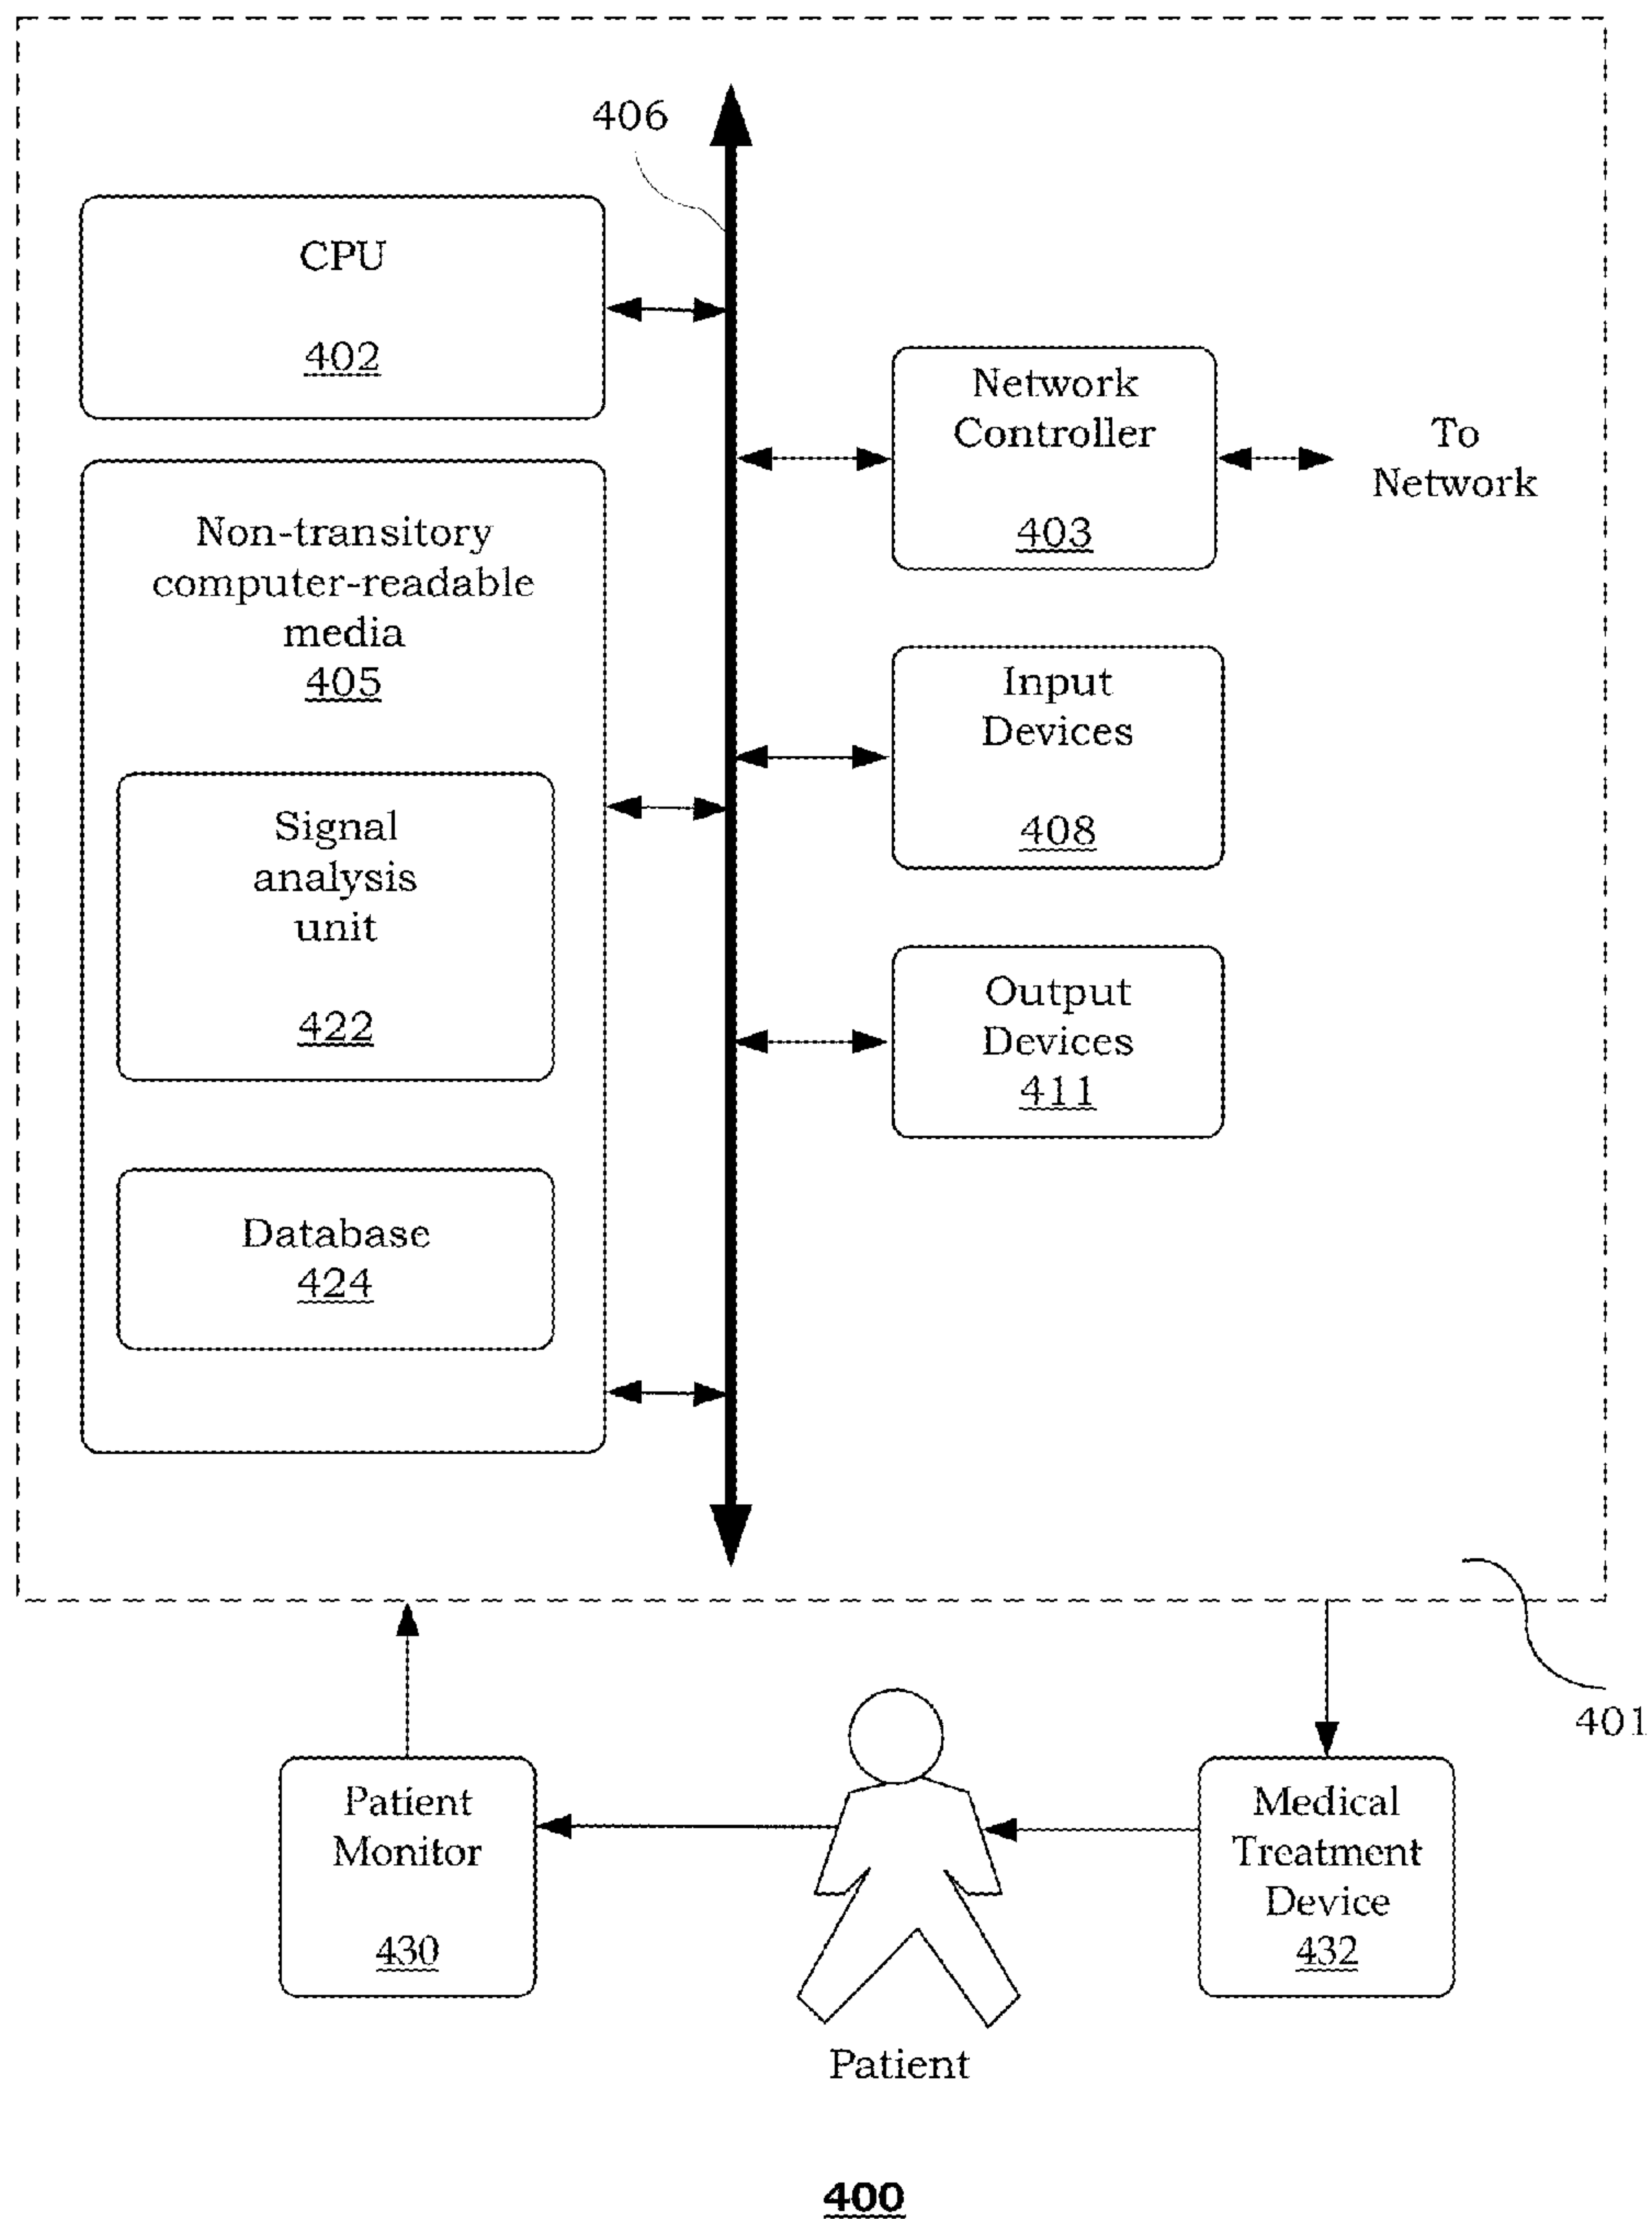 406
CPU
402
Network
Controller
403
To
Network
Non-transitory
computer-readable
media
405
Input
Devices
408
Signal
analysis
unit
422
Output
Devices
411
Database
424
401
Patient
Monitor
430
Medical
Treatment
Device
432
Patient
400